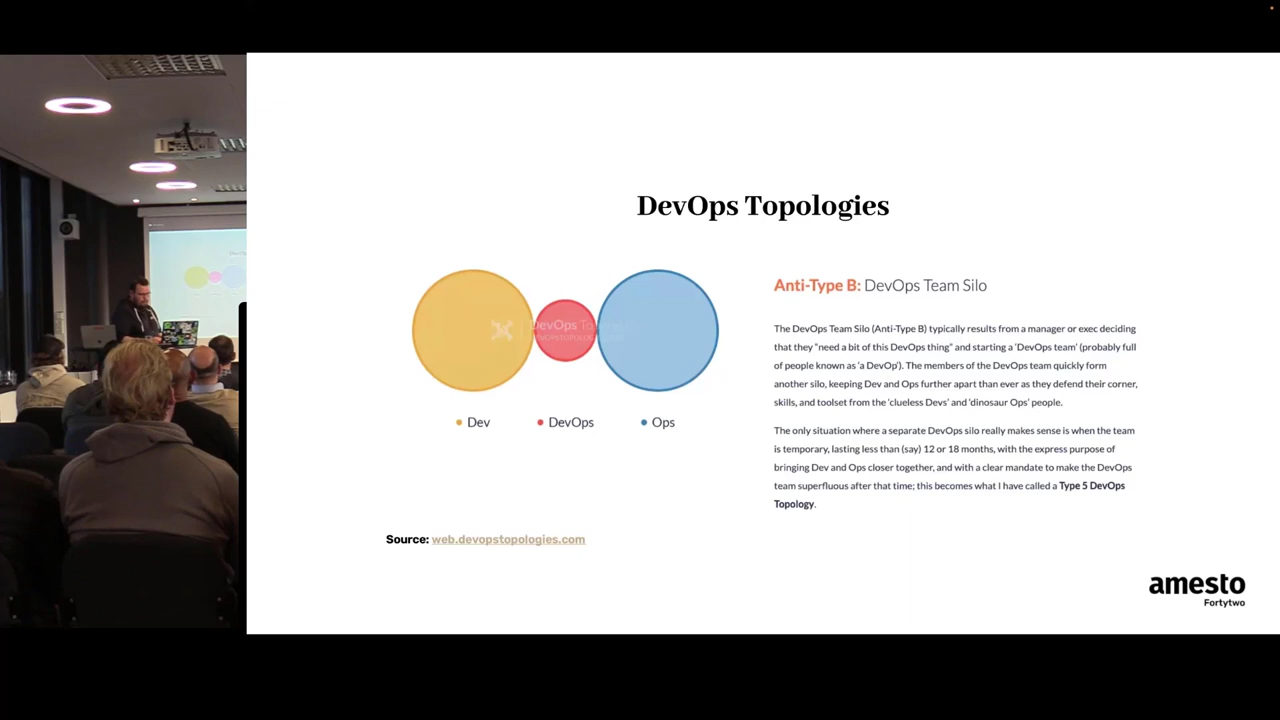 DevOps Topologies
Anti-Type B: DevOps Team Silo
The DevOps Team Silo (Anti-Type B) typically results from a manager or exec deciding
that they "need a bit of this DevOps thing" and starting a 'DevOps team' (probably full
of people known as 'a DevOp'). The members of the DevOps team quickly form
another silo, keeping Dev and Ops further apart than ever as they defend their corner,
skills, and toolset from the 'clueless Devs' and 'dinosaur Ops' people.
The only situation where a separate DevOps silo really makes sense is when the team
is temporary, lasting less than (say) 12 or 18 months, with the express purpose of
bringing Dev and Ops closer together, and with a clear mandate to make the DevOps
team superfluous after that time; this becomes what I have called a Type 5 DevOps
Topology.
Dev
DevOps
Ops
Source: web.devopstopologies.com
amesto
Fortytwo